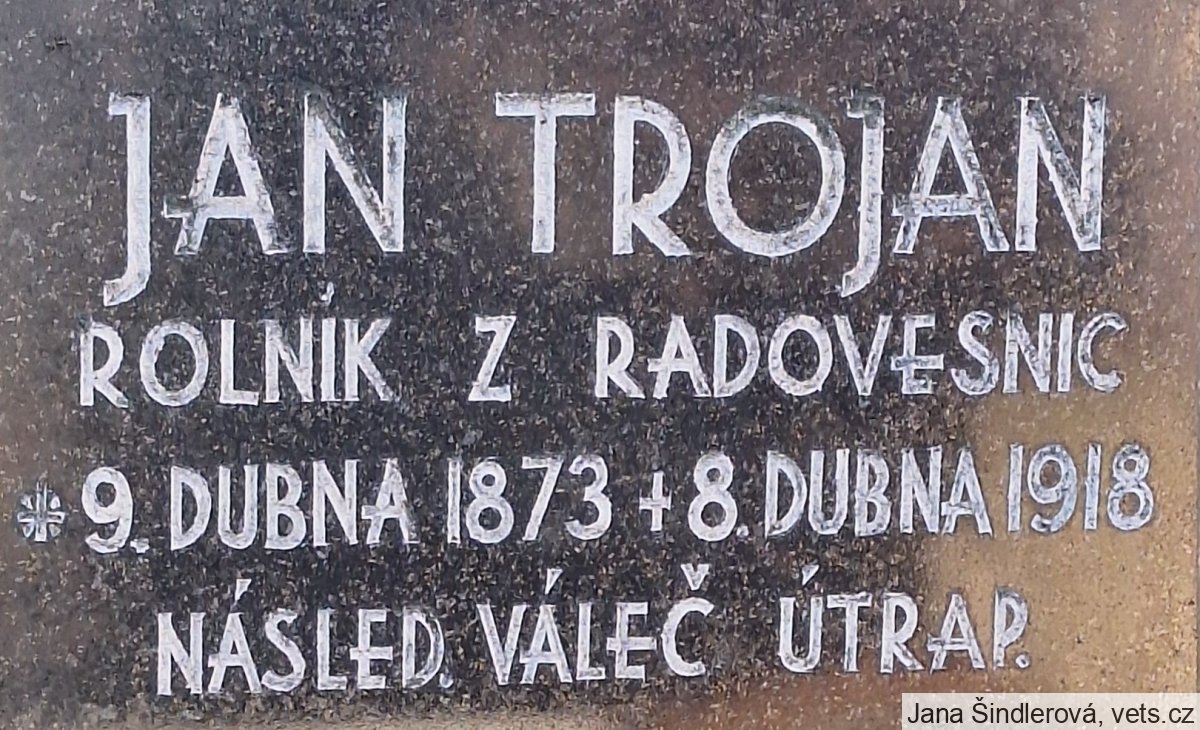 JAN TROJAN
ROLNÍK Z RADOVESNIC
* 9. DUBNA 1873 + 8. DUBNA 1918
NÁSLED. VÁLEČ ÚTRAP.
Jana Šindlerová, vets.cz